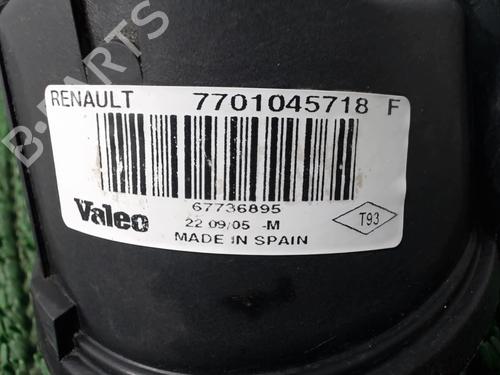 B-PARTS
RENAULT 7701045718 F
67736895
Valeo
22 09/05 -M
MADE IN SPAIN
T93